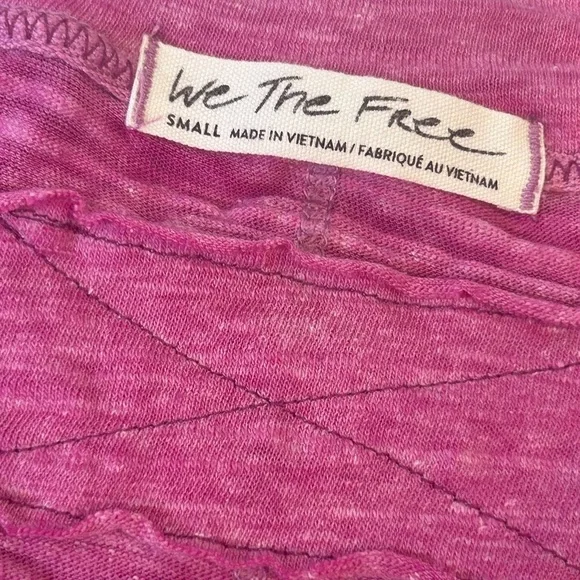 We The Free
SMALL MADE IN VIETNAM / FABRIQUÉ AU VIETNAM